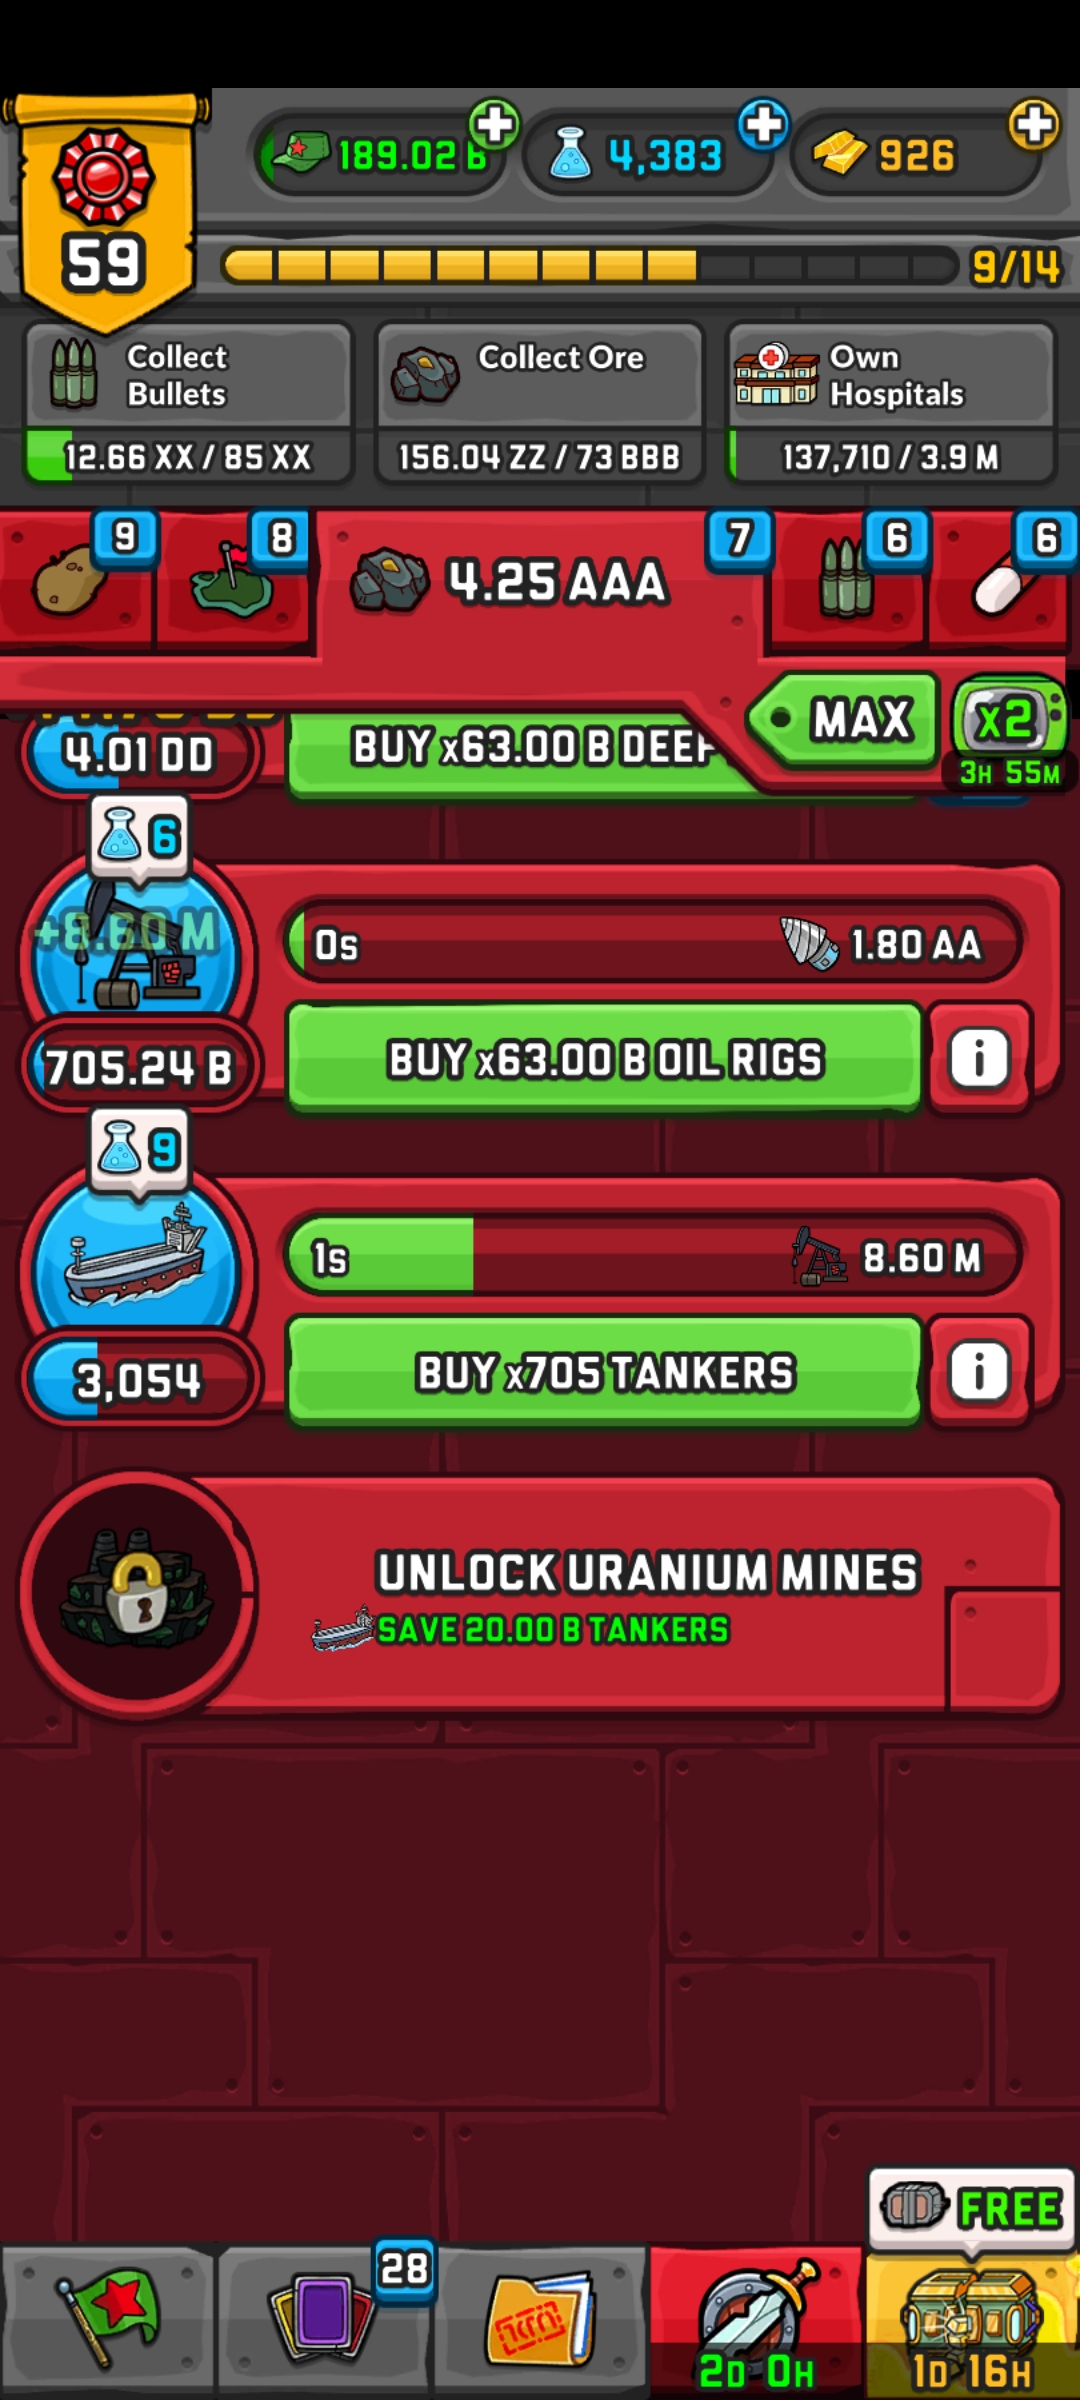 189.02 B
4,383
926
59
9/14
Collect
Bullets
12.66 XX / 85 XX
Collect Ore
156.04 ZZ / 73 BBB
Own
Hospitals
137,710 / 3.9 M
9
8
4.25 AAA
7
6
6
MAX
x2
3H 55M
4.01 DD
BUY x63.00 B DEEP
6
+8.60 M
0s
1.80 AA
705.24 B
BUY x63.00 B OIL RIGS
i
9
1s
8.60 M
3,054
BUY x705 TANKERS
i
UNLOCK URANIUM MINES
SAVE 20.00 B TANKERS
FREE
28
2D 0H
1D 16H